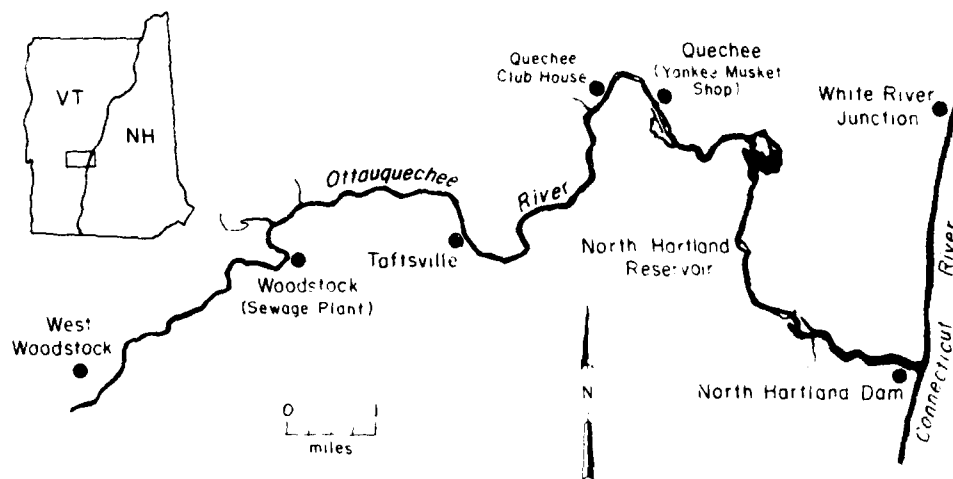 VT
NH
Quechee
Club House
Quechee
(Yankee Musket
Shop)
White River
Junction
Ottauquechee
River
Taftsville
North Hartland
Reservoir
Woodstock
(Sewage Plant)
West
Woodstock
North Hartland Dam
Connecticut River
N
0 1
miles